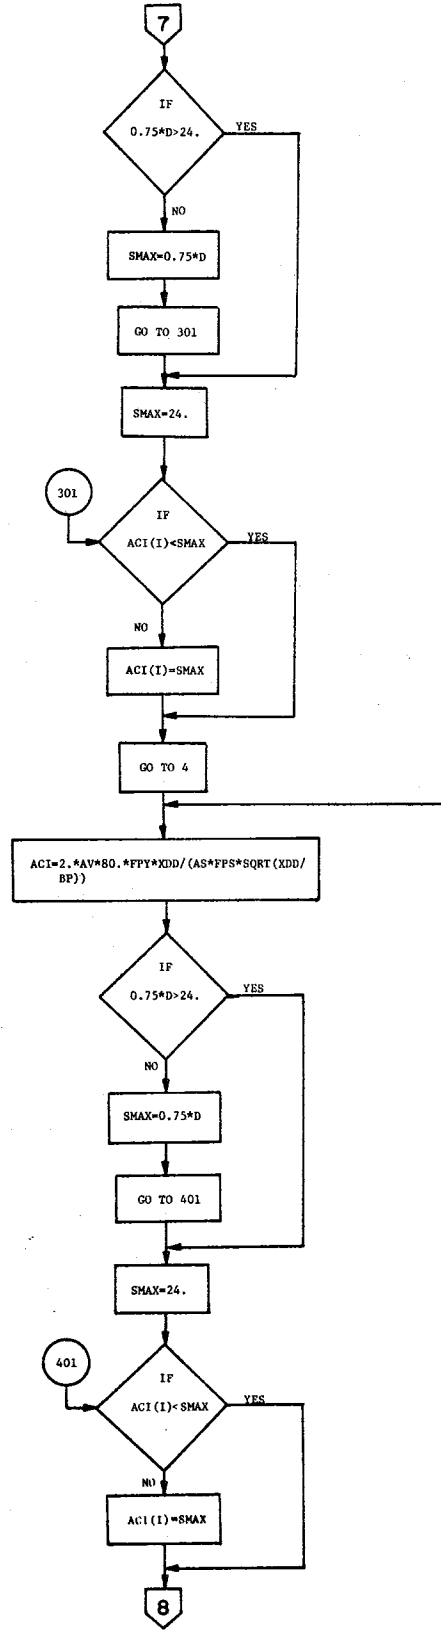 7
IF
0.75*D>24.
YES
NO
SMAX=0.75*D
GO TO 301
SMAX=24.
301
IF
ACI(I)<SMAX
YES
NO
ACI(I)=SMAX
GO TO 4
ACI=2.*AV*80.*FPY*XDD/(AS*FPS*SQRT(XDD/
BP))
IF
0.75*D>24.
YES
NO
SMAX=0.75*D
GO TO 401
SMAX=24.
401
IF
ACI(I)<SMAX
YES
NO
ACI(I)=SMAX
8